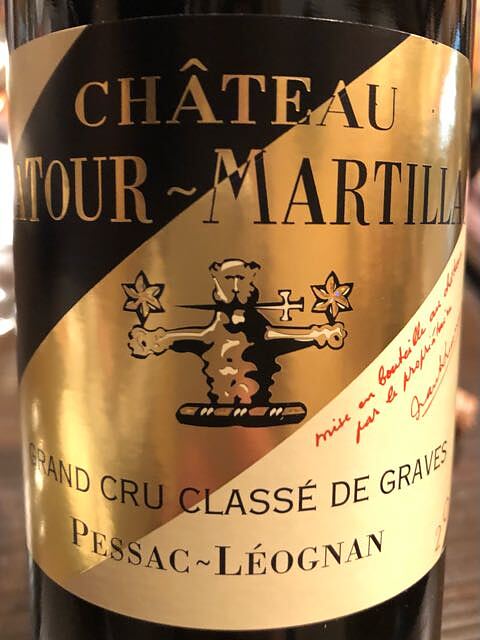 CHÂTEAU
ATOUR~MARTILLA
mise en bouteille au château
par le propriétaire
GRAND CRU CLASSÉ DE GRAVES
PESSAC~LÉOGNAN